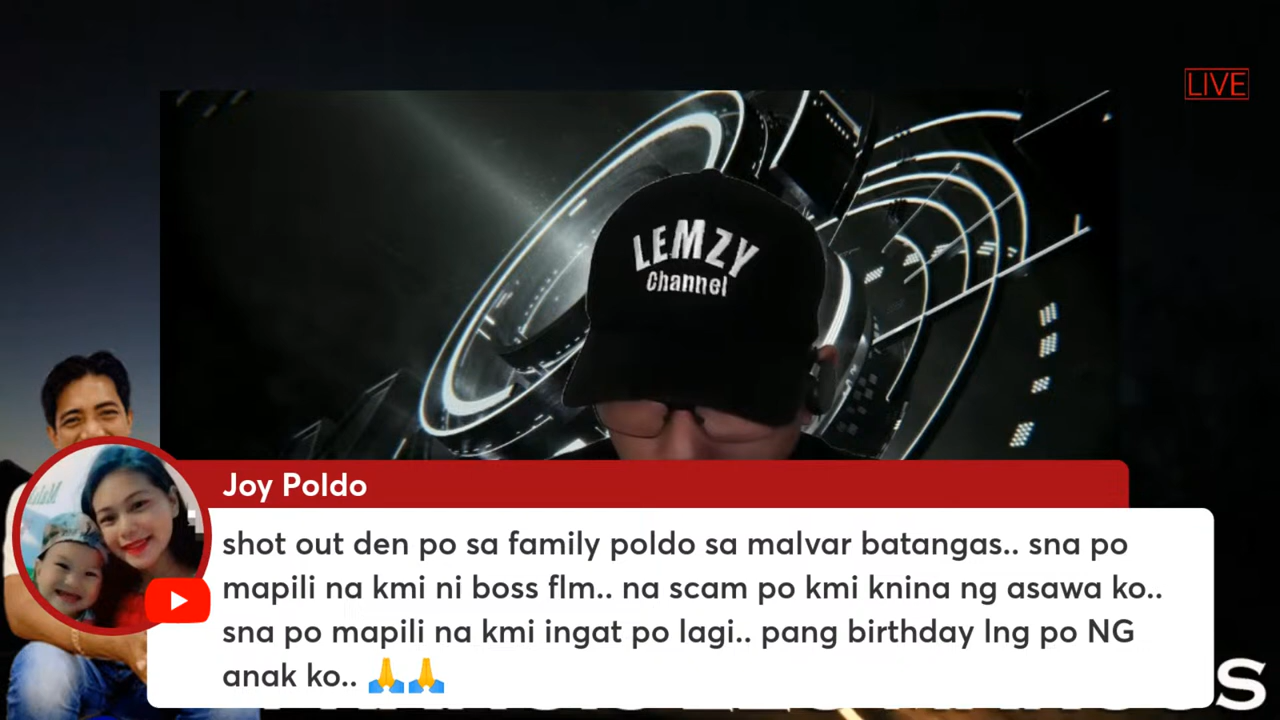 LIVE
LEMZY
Channel
Joy Poldo
shot out den po sa family poldo sa malvar batangas.. sna po
mapili na kmi ni boss flm.. na scam po kmi knina ng asawa ko..
sna po mapili na kmi ingat po lagi.. pang birthday lng po NG
anak ko.. 🙏🙏